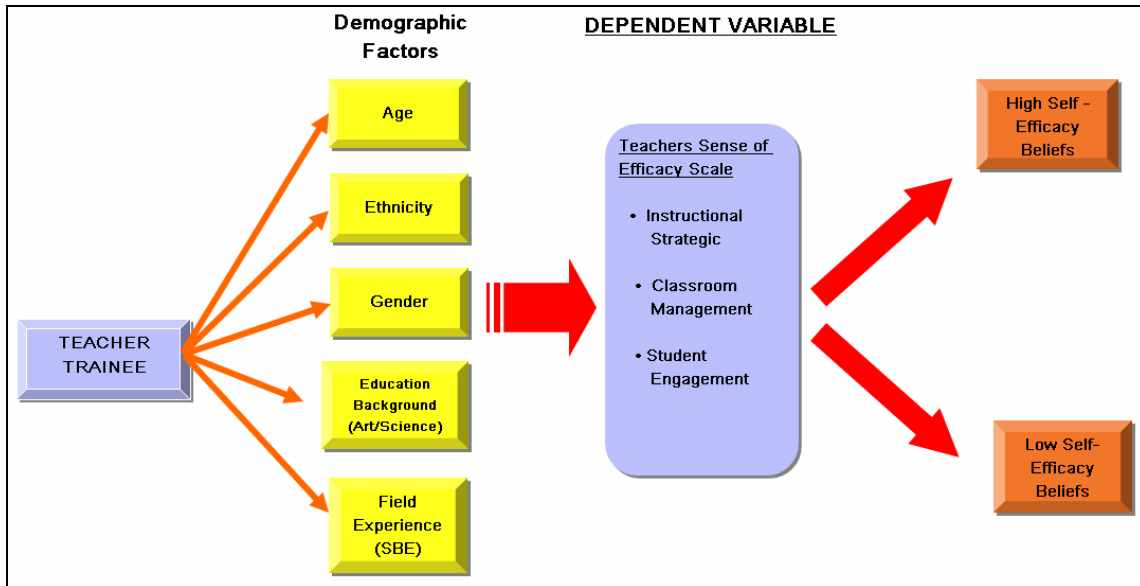 Demographic
Factors
DEPENDENT VARIABLE
TEACHER
TRAINEE
Age
Ethnicity
Gender
Education
Background
(Art/Science)
Field
Experience
(SBE)
Teachers Sense of
Efficacy Scale
• Instructional
Strategic
• Classroom
Management
• Student
Engagement
High Self -
Efficacy
Beliefs
Low Self-
Efficacy
Beliefs